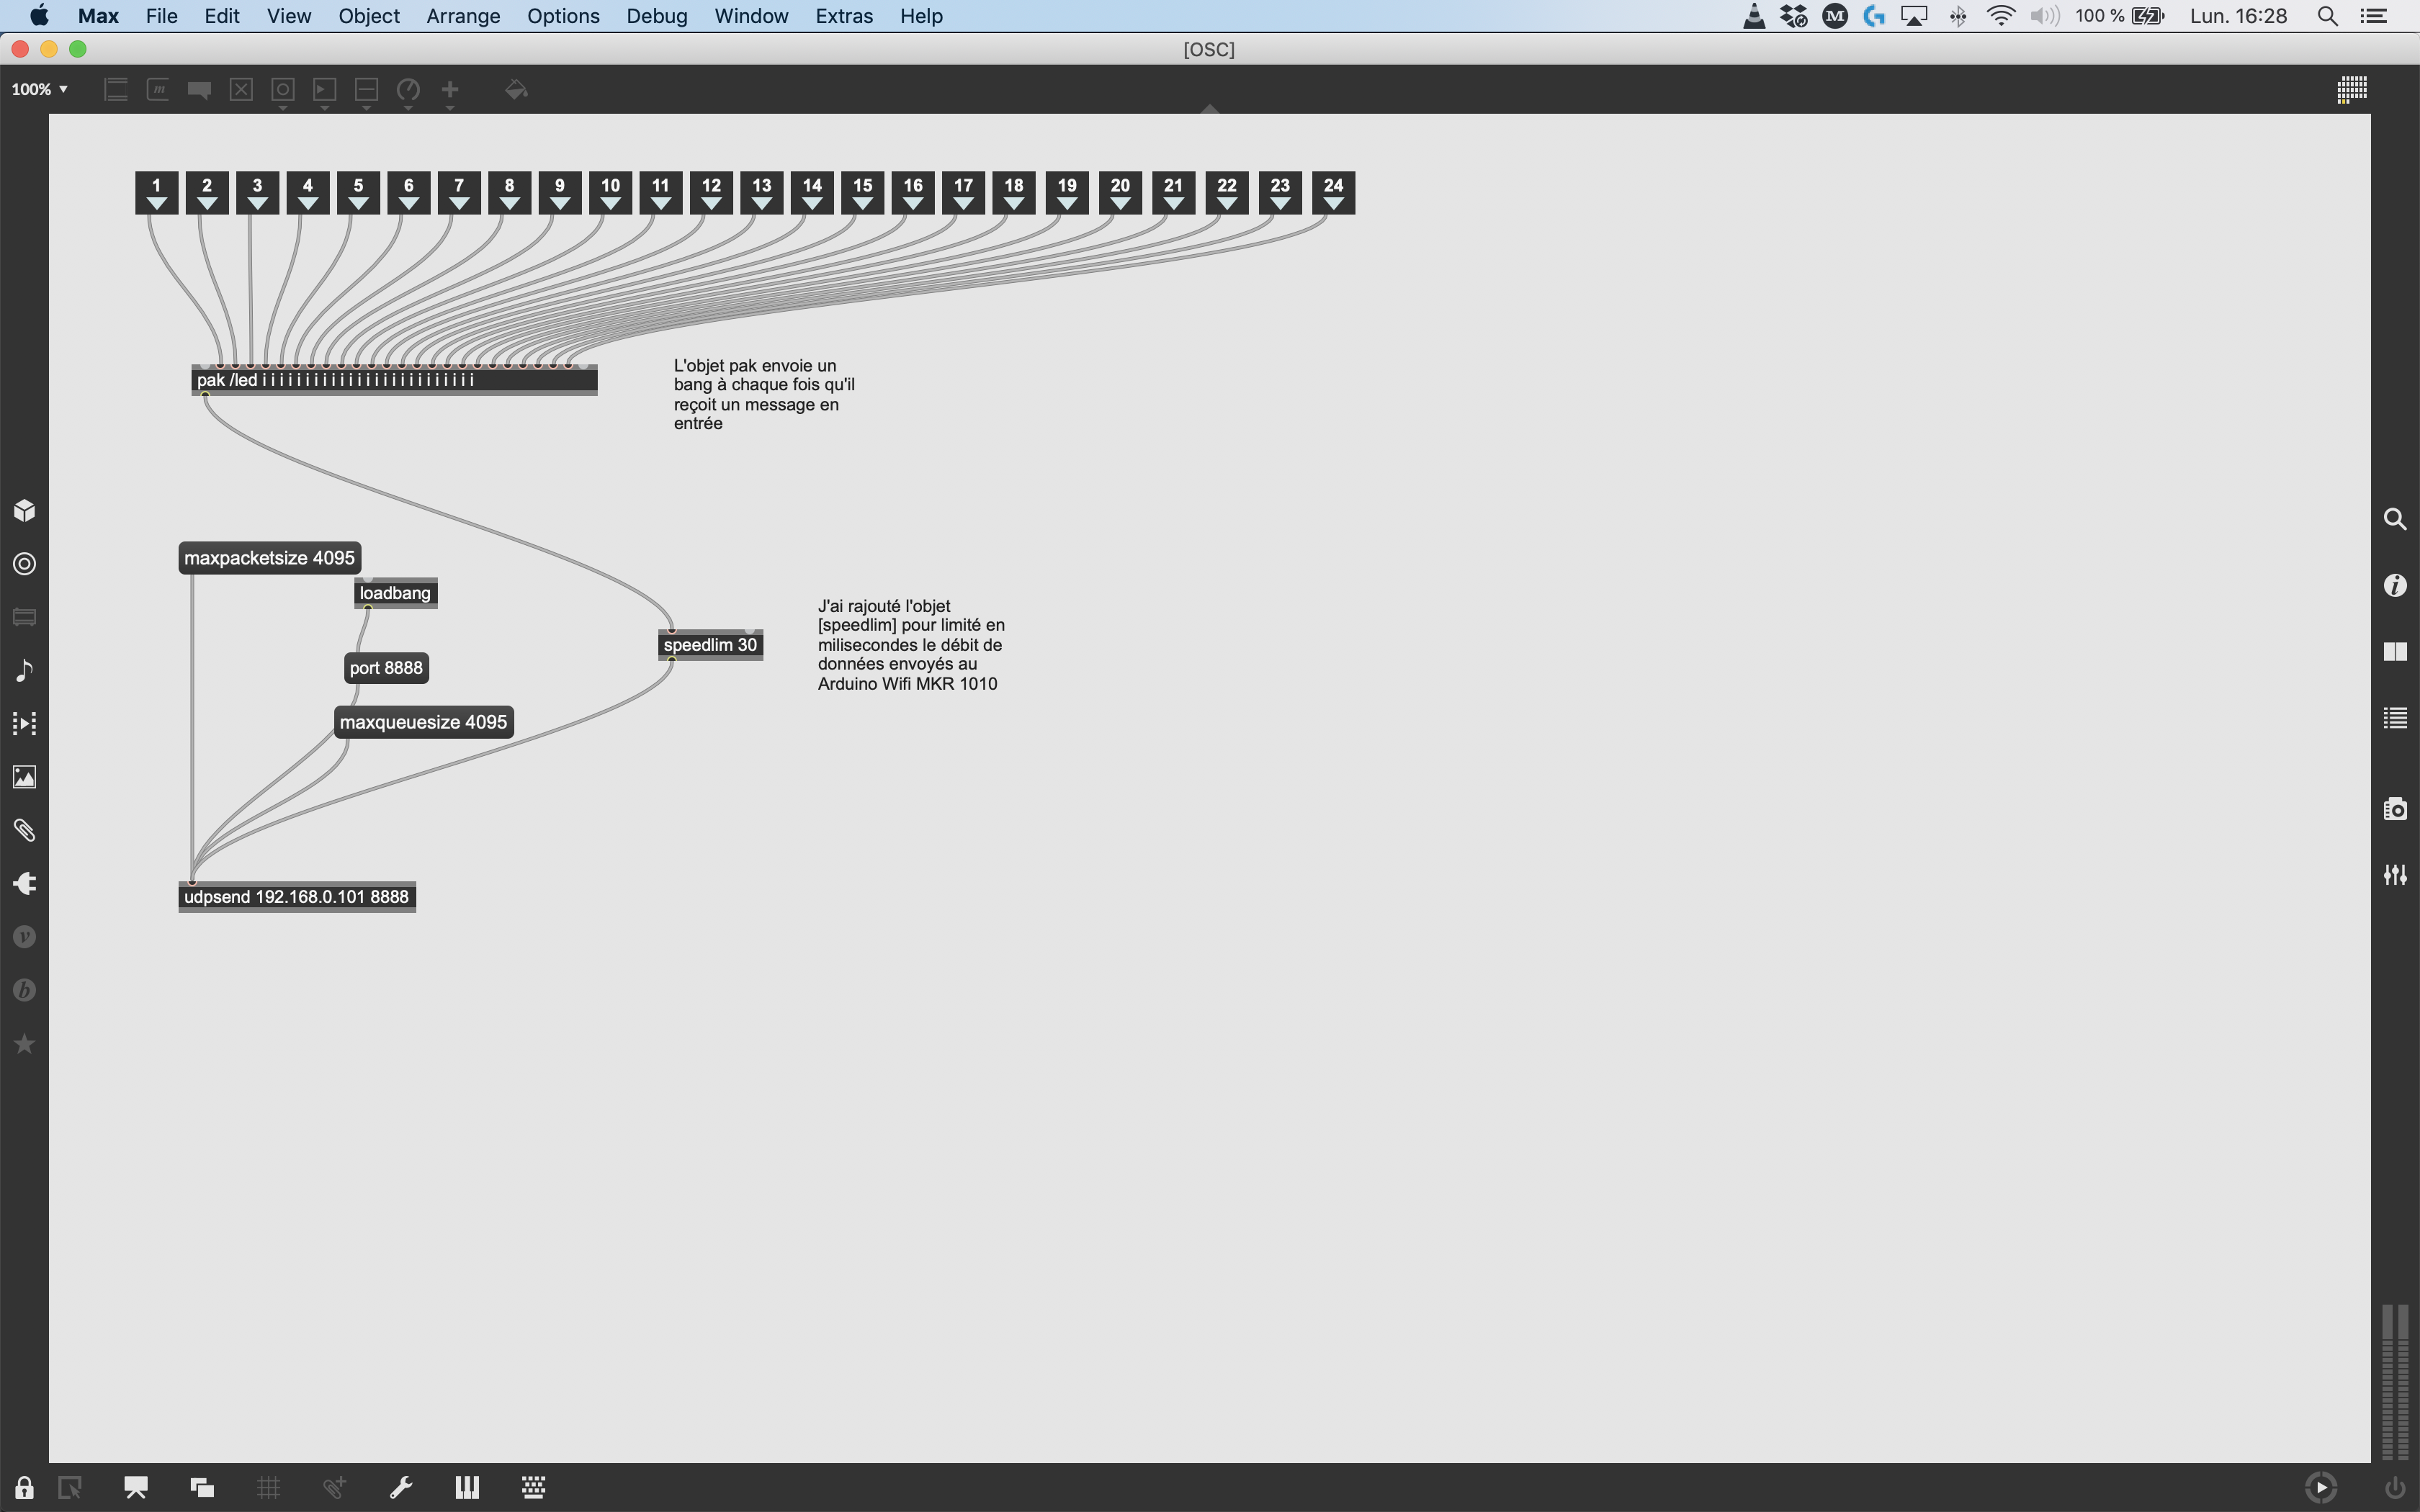 Max File Edit View Object Arrange Options Debug Window Extras Help 100 % Lun. 16:28
[OSC]
100%
1 2 3 4 5 6 7 8 9 10 11 12 13 14 15 16 17 18 19 20 21 22 23 24
pak /led i i i i i i i i i i i i i i i i i i i i i i i i i
L'objet pak envoie un
bang à chaque fois qu'il
reçoit un message en
entrée
maxpacketsize 4095
loadbang
port 8888
maxqueuesize 4095
speedlim 30
J'ai rajouté l'objet
[speedlim] pour limité en
milisecondes le débit de
données envoyés au
Arduino Wifi MKR 1010
udpsend 192.168.0.101 8888